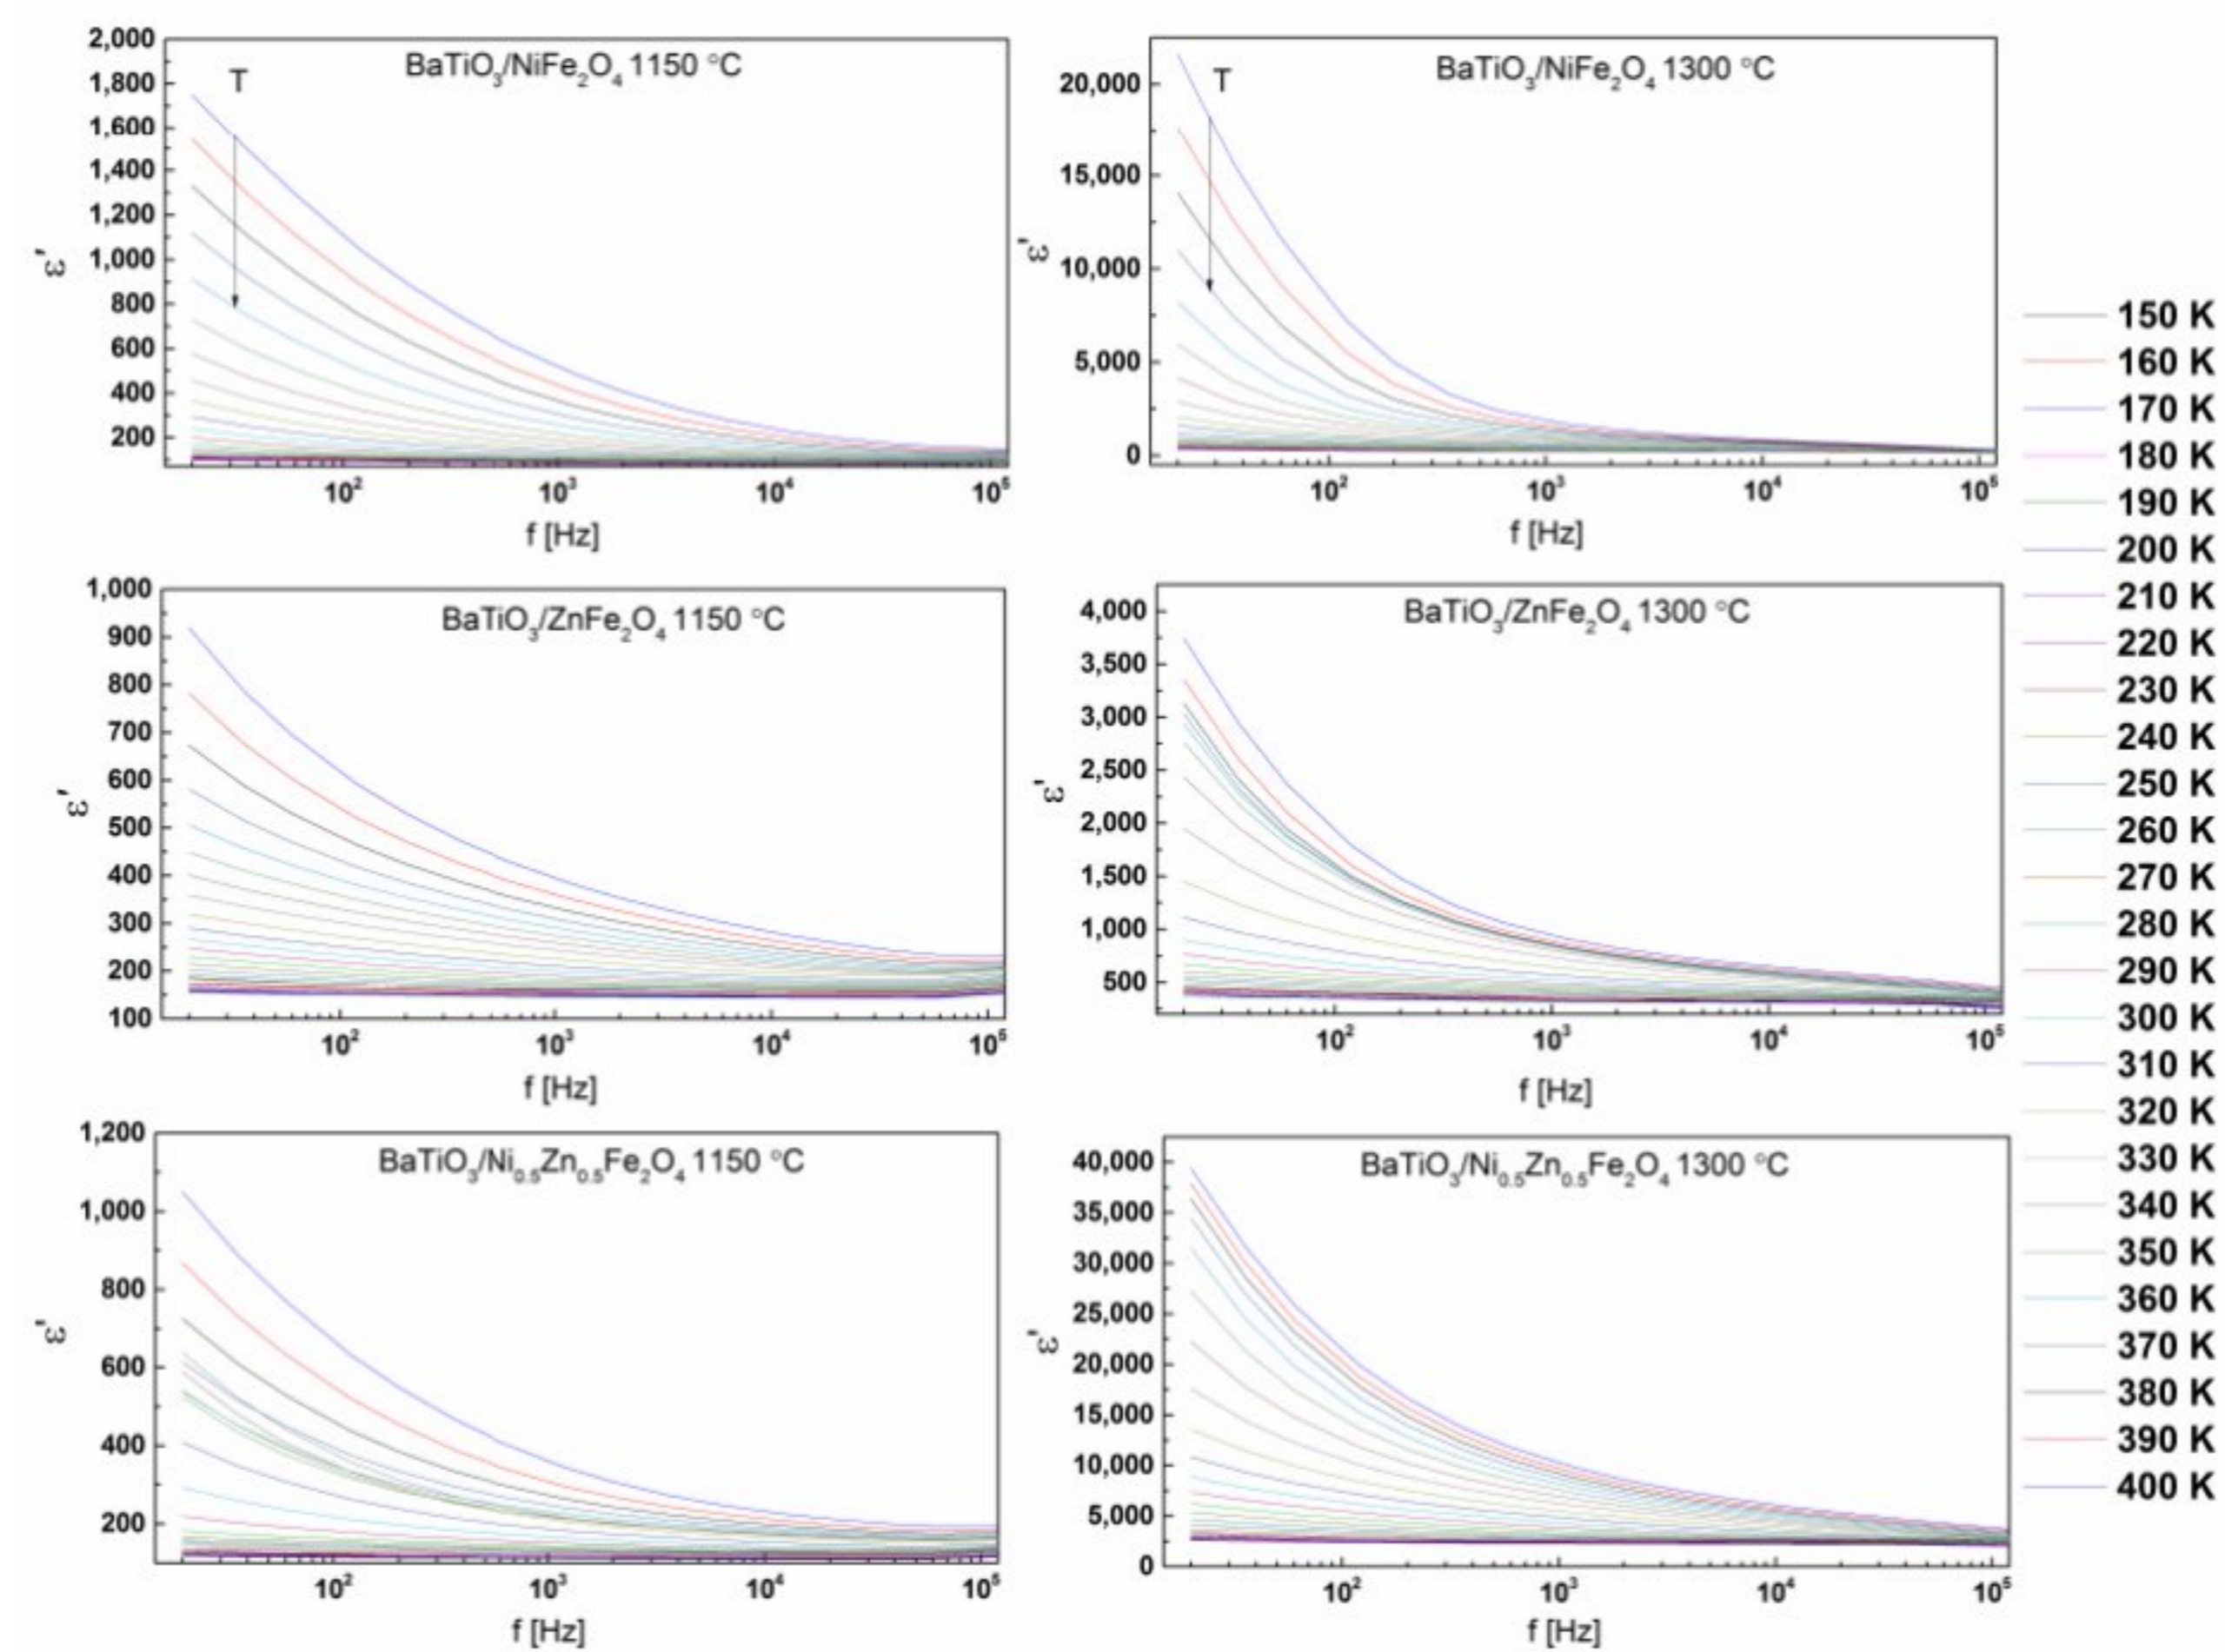 BaTiO₃/NiFe₂O₄ 1150 °C
T
2,000
1,800
1,600
1,400
1,200
1,000
800
600
400
200
ε'
10² 10³ 10⁴ 10⁵
f [Hz]
BaTiO₃/NiFe₂O₄ 1300 °C
T
20,000
15,000
10,000
5,000
0
ε'
10² 10³ 10⁴ 10⁵
f [Hz]
BaTiO₃/ZnFe₂O₄ 1150 °C
1,000
900
800
700
600
500
400
300
200
100
ε'
10² 10³ 10⁴ 10⁵
f [Hz]
BaTiO₃/ZnFe₂O₄ 1300 °C
4,000
3,500
3,000
2,500
2,000
1,500
1,000
500
ε'
10² 10³ 10⁴ 10⁵
f [Hz]
BaTiO₃/Ni₀.₅Zn₀.₅Fe₂O₄ 1150 °C
1,200
1,000
800
600
400
200
ε'
10² 10³ 10⁴ 10⁵
f [Hz]
BaTiO₃/Ni₀.₅Zn₀.₅Fe₂O₄ 1300 °C
40,000
35,000
30,000
25,000
20,000
15,000
10,000
5,000
0
ε'
10² 10³ 10⁴ 10⁵
f [Hz]
150 K
160 K
170 K
180 K
190 K
200 K
210 K
220 K
230 K
240 K
250 K
260 K
270 K
280 K
290 K
300 K
310 K
320 K
330 K
340 K
350 K
360 K
370 K
380 K
390 K
400 K